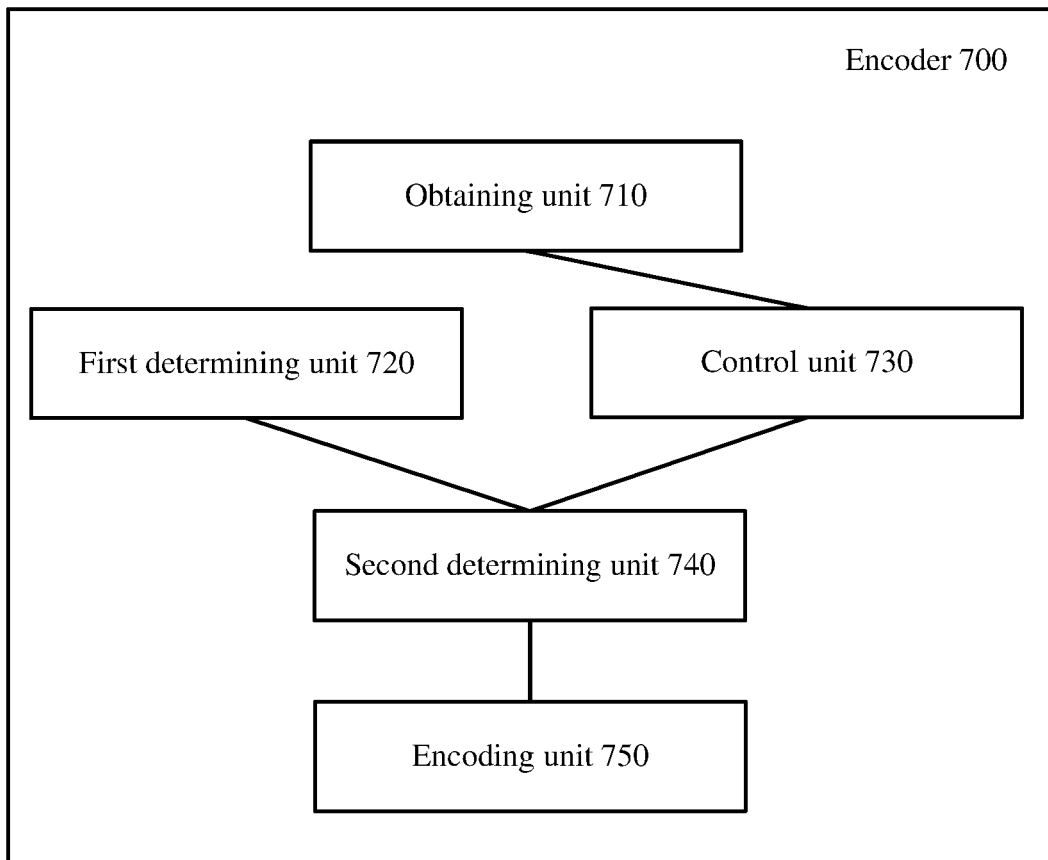 Encoder 700
Obtaining unit 710
First determining unit 720
Control unit 730
Second determining unit 740
Encoding unit 750